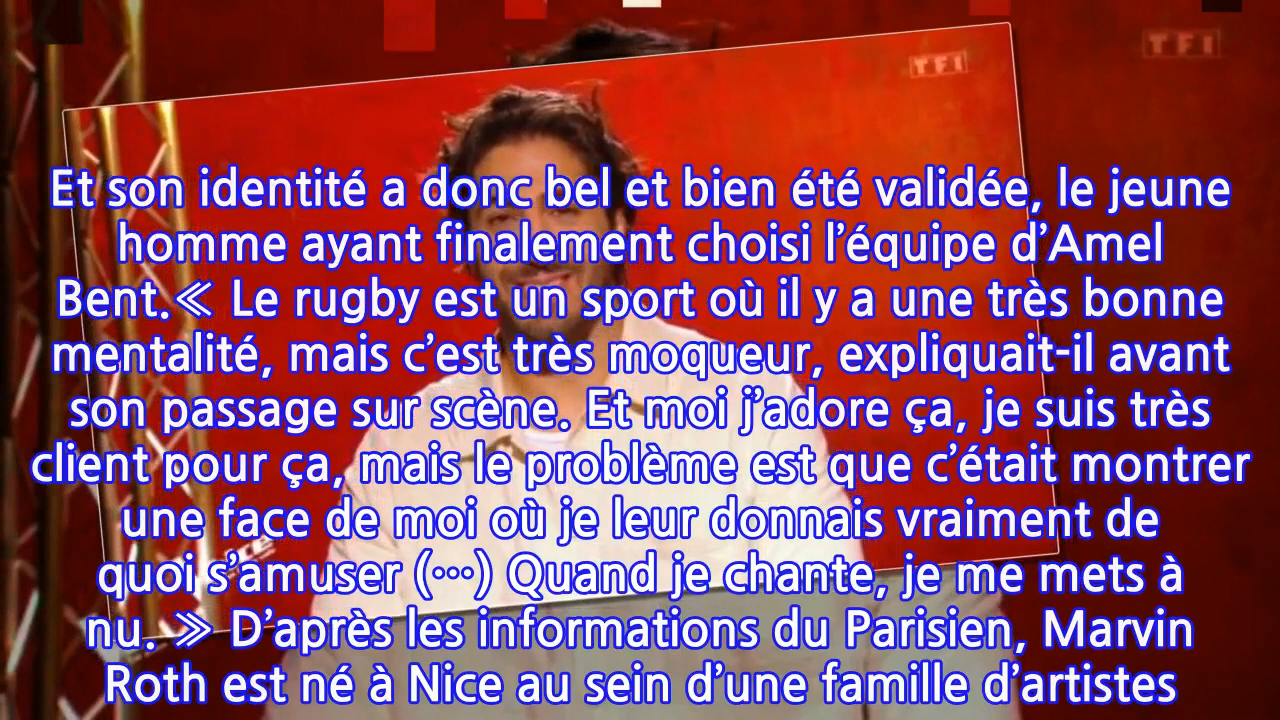 TF1
TF1
Et son identité a donc bel et bien été validée, le jeune
homme ayant finalement choisi l’équipe d’Amel
Bent.≪ Le rugby est un sport où il y a une très bonne
mentalité, mais c’est très moqueur, expliquait-il avant
son passage sur scène. Et moi j’adore ça, je suis très
client pour ça, mais le problème est que c’était montrer
une face de moi où je leur donnais vraiment de
quoi s’amuser (···) Quand je chante, je me mets à
nu. ≫ D’après les informations du Parisien, Marvin
Roth est né à Nice au sein d’une famille d’artistes